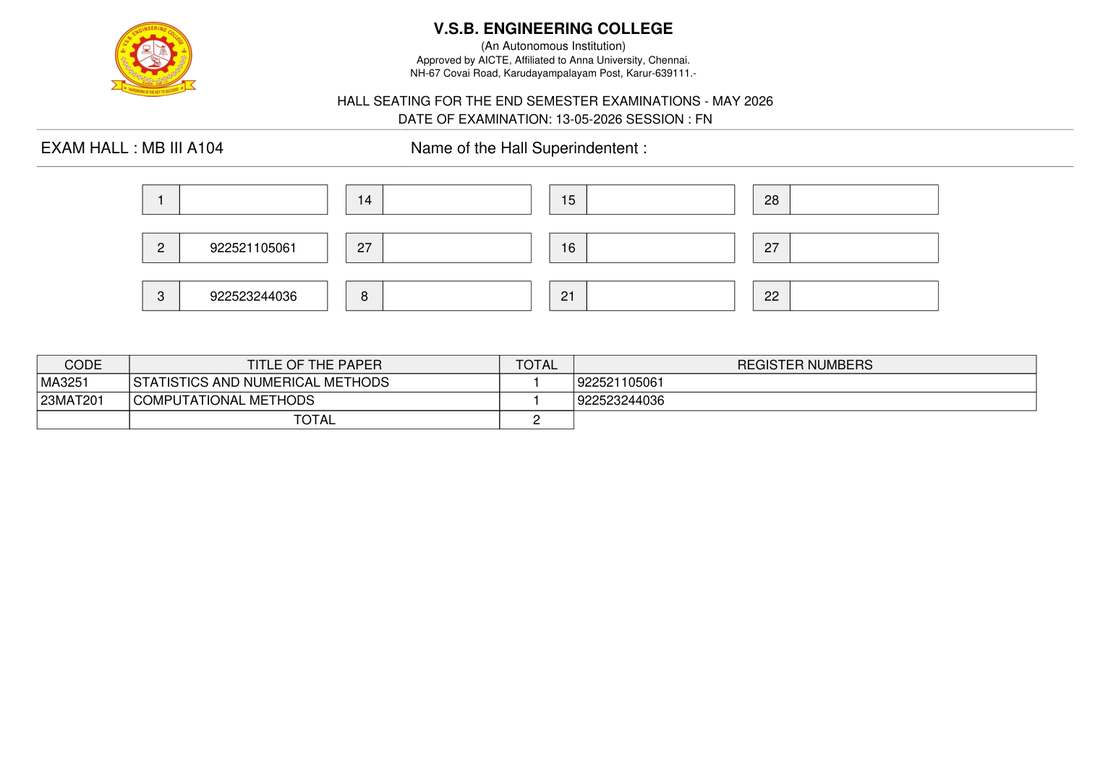 V.S.B. ENGINEERING COLLEGE
(An Autonomous Institution)
Approved by AICTE, Affiliated to Anna University, Chennai.
NH-67 Covai Road, Karudayampalayam Post, Karur-639111.-
HALL SEATING FOR THE END SEMESTER EXAMINATIONS - MAY 2026
DATE OF EXAMINATION: 13-05-2026 SESSION : FN
EXAM HALL : MB III A104 Name of the Hall Superindentent :
1 14 15 28
2 922521105061 27 16 27
3 922523244036 8 21 22
CODE TITLE OF THE PAPER TOTAL REGISTER NUMBERS
MA3251 STATISTICS AND NUMERICAL METHODS 1 922521105061
23MAT201 COMPUTATIONAL METHODS 1 922523244036
TOTAL 2